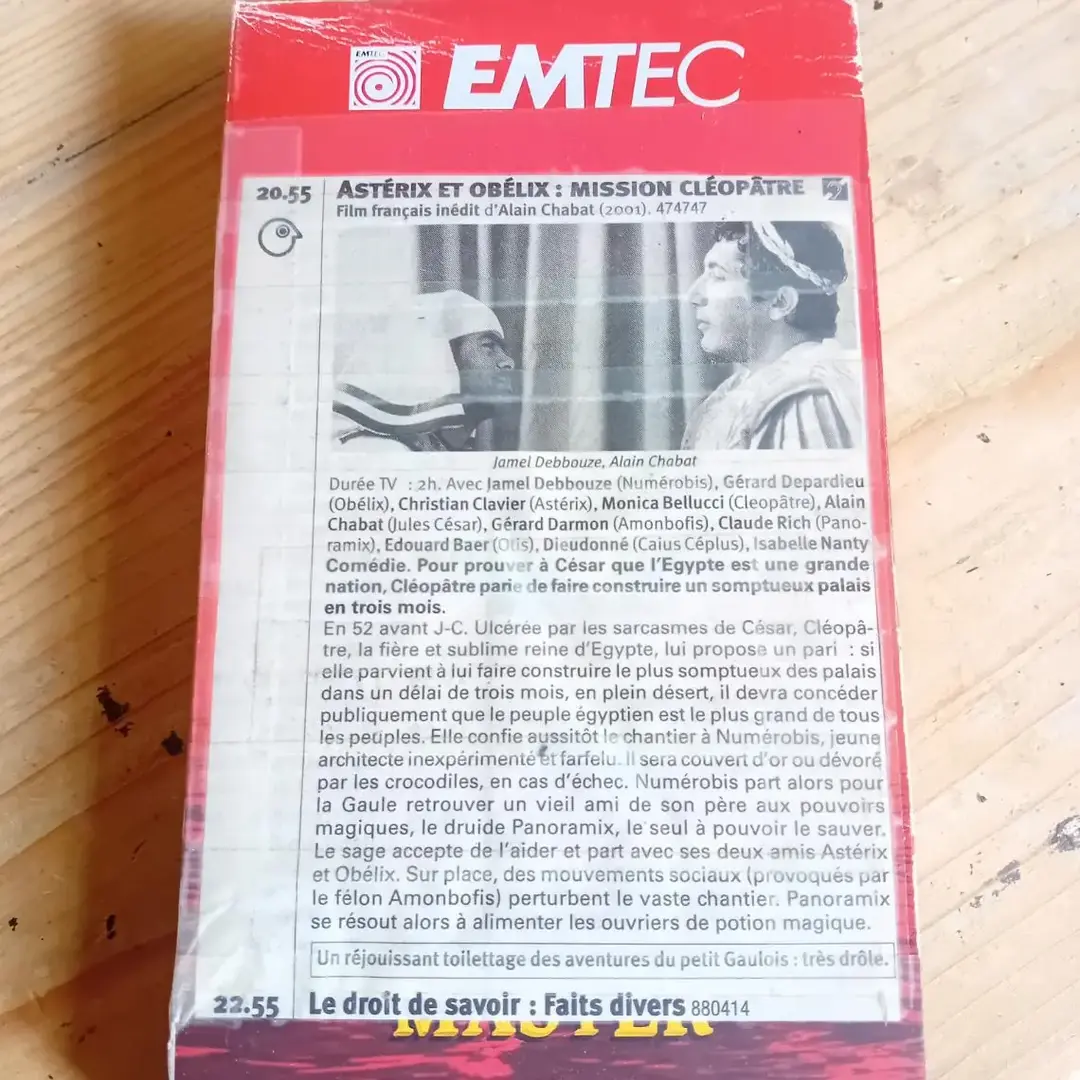 EMTEC
EMTEC
20.55 ASTÉRIX ET OBÉLIX : MISSION CLÉOPÂTRE
Film français inédit d'Alain Chabat (2001). 474747
Jamel Debbouze, Alain Chabat
Durée TV : 2h. Avec Jamel Debbouze (Numérobis), Gérard Depardieu
(Obélix), Christian Clavier (Astérix), Monica Bellucci (Cleopâtre), Alain
Chabat (Jules César), Gérard Darmon (Amonbofis), Claude Rich (Pano-
ramix), Edouard Baer (Otis), Dieudonné (Caius Céplus), Isabelle Nanty
Comédie. Pour prouver à César que l'Egypte est une grande
nation, Cléopâtre parie de faire construire un somptueux palais
en trois mois.
En 52 avant J-C. Ulcérée par les sarcasmes de César, Cléopâ-
tre, la fière et sublime reine d'Egypte, lui propose un pari : si
elle parvient à lui faire construire le plus somptueux des palais
dans un délai de trois mois, en plein désert, il devra concéder
publiquement que le peuple égyptien est le plus grand de tous
les peuples. Elle confie aussitôt le chantier à Numérobis, jeune
architecte inexpérimenté et farfelu. Il sera couvert d'or ou dévoré
par les crocodiles, en cas d'échec. Numérobis part alors pour
la Gaule retrouver un vieil ami de son père aux pouvoirs
magiques, le druide Panoramix, le seul à pouvoir le sauver.
Le sage accepte de l'aider et part avec ses deux amis Astérix
et Obélix. Sur place, des mouvements sociaux (provoqués par
le félon Amonbofis) perturbent le vaste chantier. Panoramix
se résout alors à alimenter les ouvriers de potion magique.
Un réjouissant toilettage des aventures du petit Gaulois : très drôle.
22.55 Le droit de savoir : Faits divers 880414
MASTER